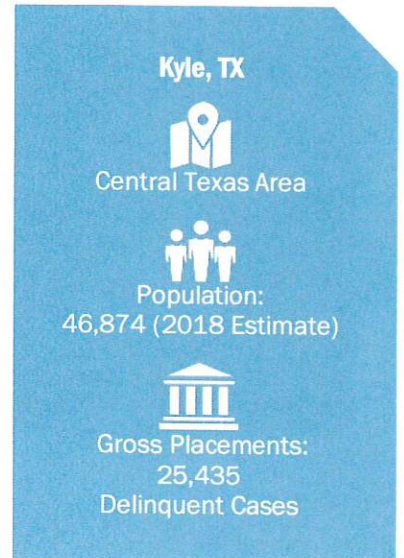 Kyle, TX
Central Texas Area
Population:
46,874 (2018 Estimate)
Gross Placements:
25,435
Delinquent Cases